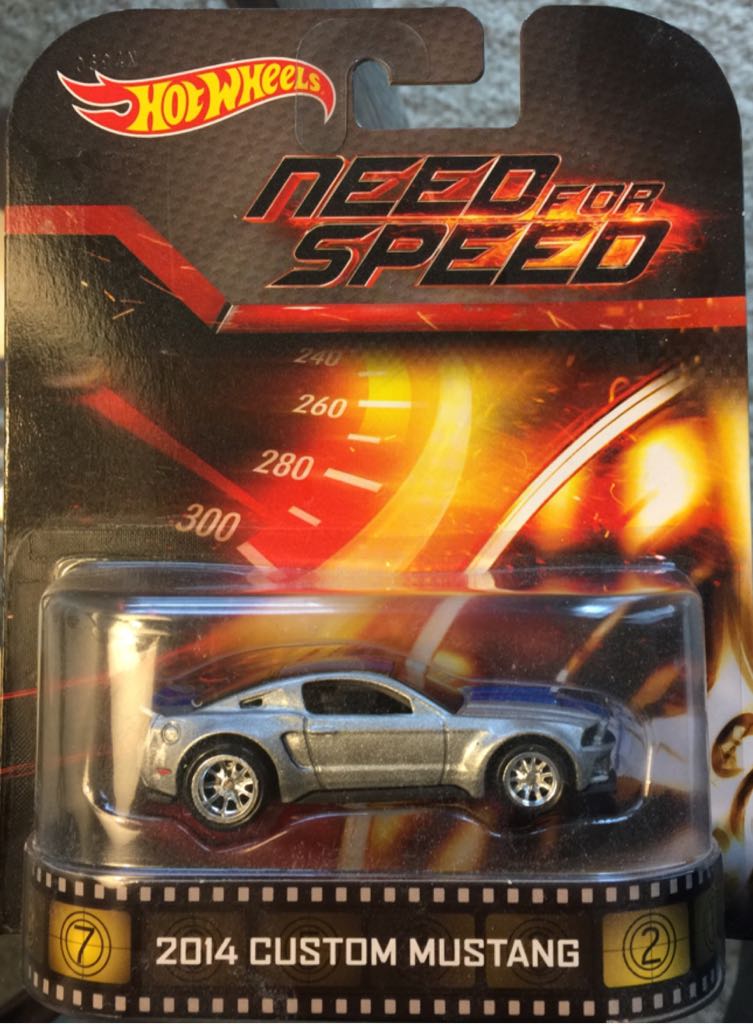 HOT WHEELS
NEED FOR
SPEED
240
260
280
300
7 2014 CUSTOM MUSTANG 2